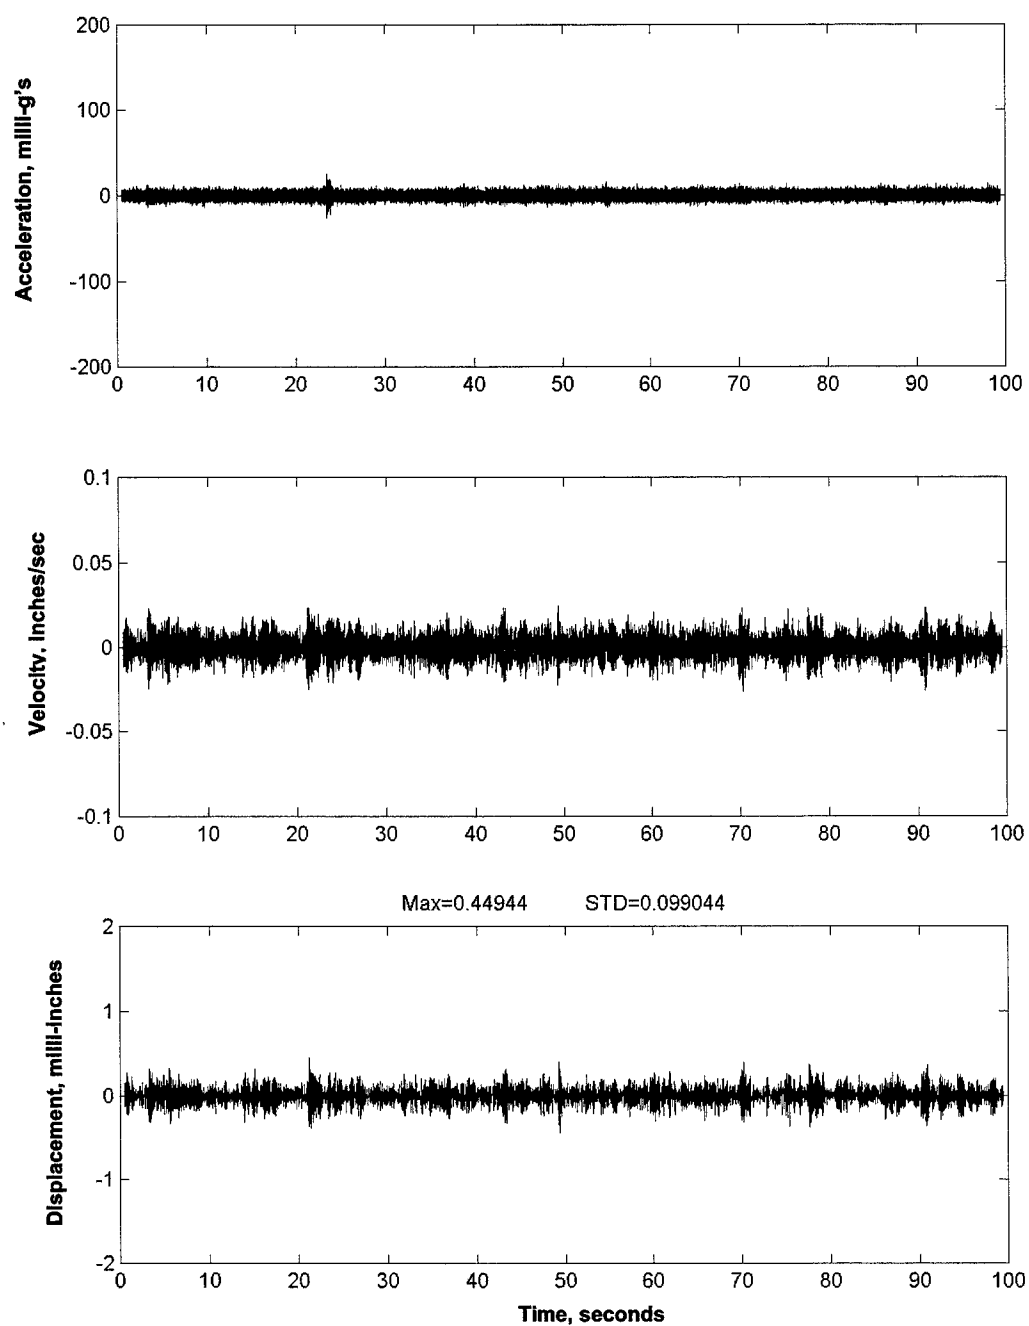 200
100
0
-100
-200
Acceleration, milli-g's
0 10 20 30 40 50 60 70 80 90 100
0.1
0.05
0
-0.05
-0.1
Velocity, inches/sec
0 10 20 30 40 50 60 70 80 90 100
Max=0.44944 STD=0.099044
2
1
0
-1
-2
Displacement, milli-inches
0 10 20 30 40 50 60 70 80 90 100
Time, seconds